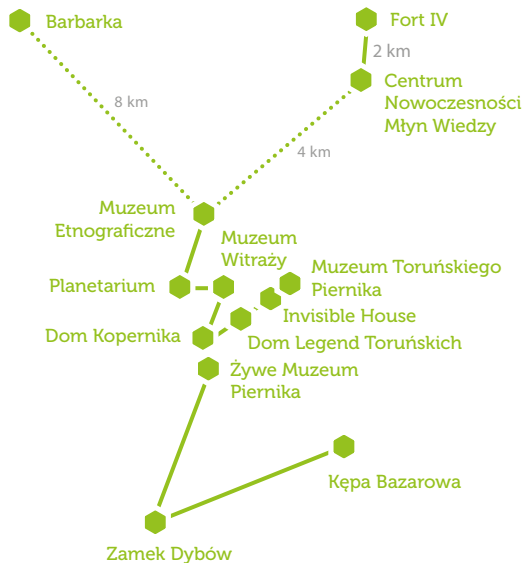 Barbarka
Fort IV
2 km
Centrum
Nowoczesności
Młyn Wiedzy
8 km
4 km
Muzeum
Etnograficzne
Muzeum
Witraży
Planetarium
Muzeum Toruńskiego
Piernika
Invisible House
Dom Kopernika
Dom Legend Toruńskich
Żywe Muzeum
Piernika
Kępa Bazarowa
Zamek Dybów